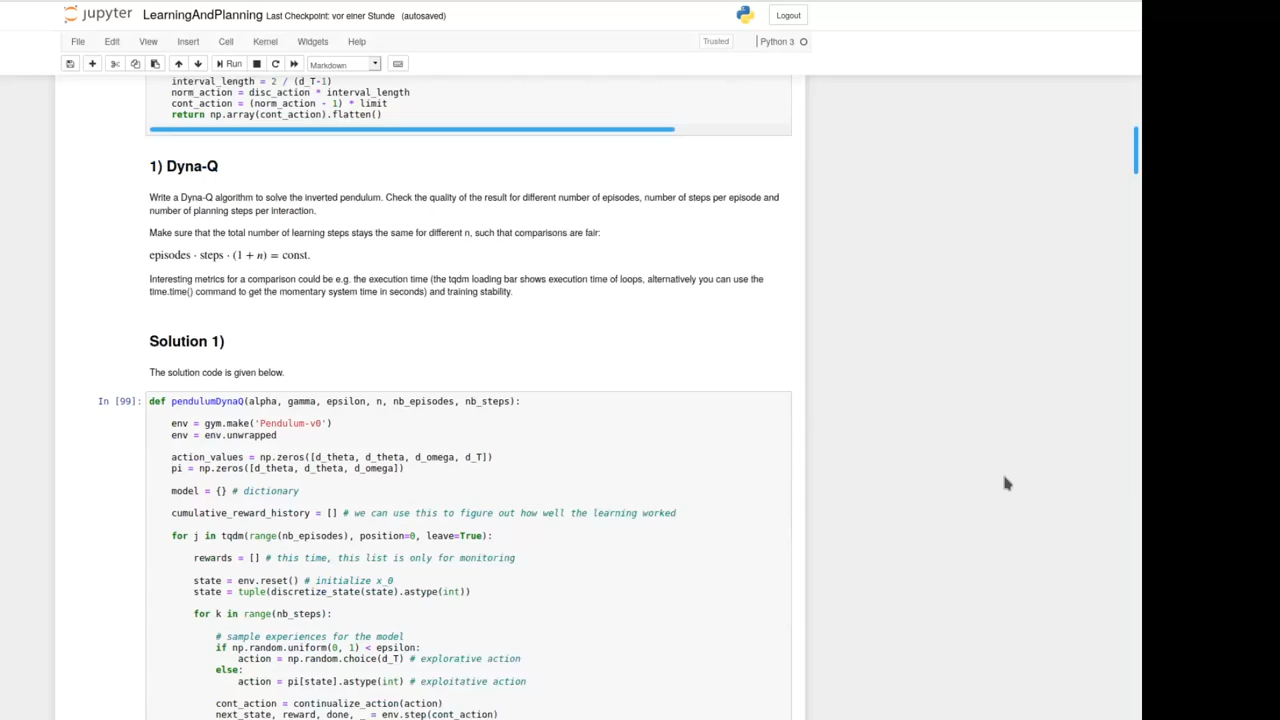 jupyter LearningAndPlanning Last Checkpoint: vor einer Stunde (autosaved)
Logout
File Edit View Insert Cell Kernel Widgets Help
Trusted Python 3
Run Markdown
interval_length = 2 / (d_T-1)
norm_action = disc_action * interval_length
cont_action = (norm_action - 1) * limit
return np.array(cont_action).flatten()
1) Dyna-Q
Write a Dyna-Q algorithm to solve the inverted pendulum. Check the quality of the result for different number of episodes, number of steps per episode and
number of planning steps per interaction.
Make sure that the total number of learning steps stays the same for different n, such that comparisons are fair:
episodes · steps · (1 + n) = const.
Interesting metrics for a comparison could be e.g. the execution time (the tqdm loading bar shows execution time of loops, alternatively you can use the
time.time() command to get the momentary system time in seconds) and training stability.
Solution 1)
The solution code is given below.
In [99]: def pendulumDynaQ(alpha, gamma, epsilon, n, nb_episodes, nb_steps):
env = gym.make('Pendulum-v0')
env = env.unwrapped
action_values = np.zeros([d_theta, d_theta, d_omega, d_T])
pi = np.zeros([d_theta, d_theta, d_omega])
model = {} # dictionary
cumulative_reward_history = [] # we can use this to figure out how well the learning worked
for j in tqdm(range(nb_episodes), position=0, leave=True):
rewards = [] # this time, this list is only for monitoring
state = env.reset() # initialize x_0
state = tuple(discretize_state(state).astype(int))
for k in range(nb_steps):
# sample experiences for the model
if np.random.uniform(0, 1) < epsilon:
action = np.random.choice(d_T) # explorative action
else:
action = pi[state].astype(int) # exploitative action
cont_action = continualize_action(action)
next_state, reward, done, _ = env.step(cont_action)